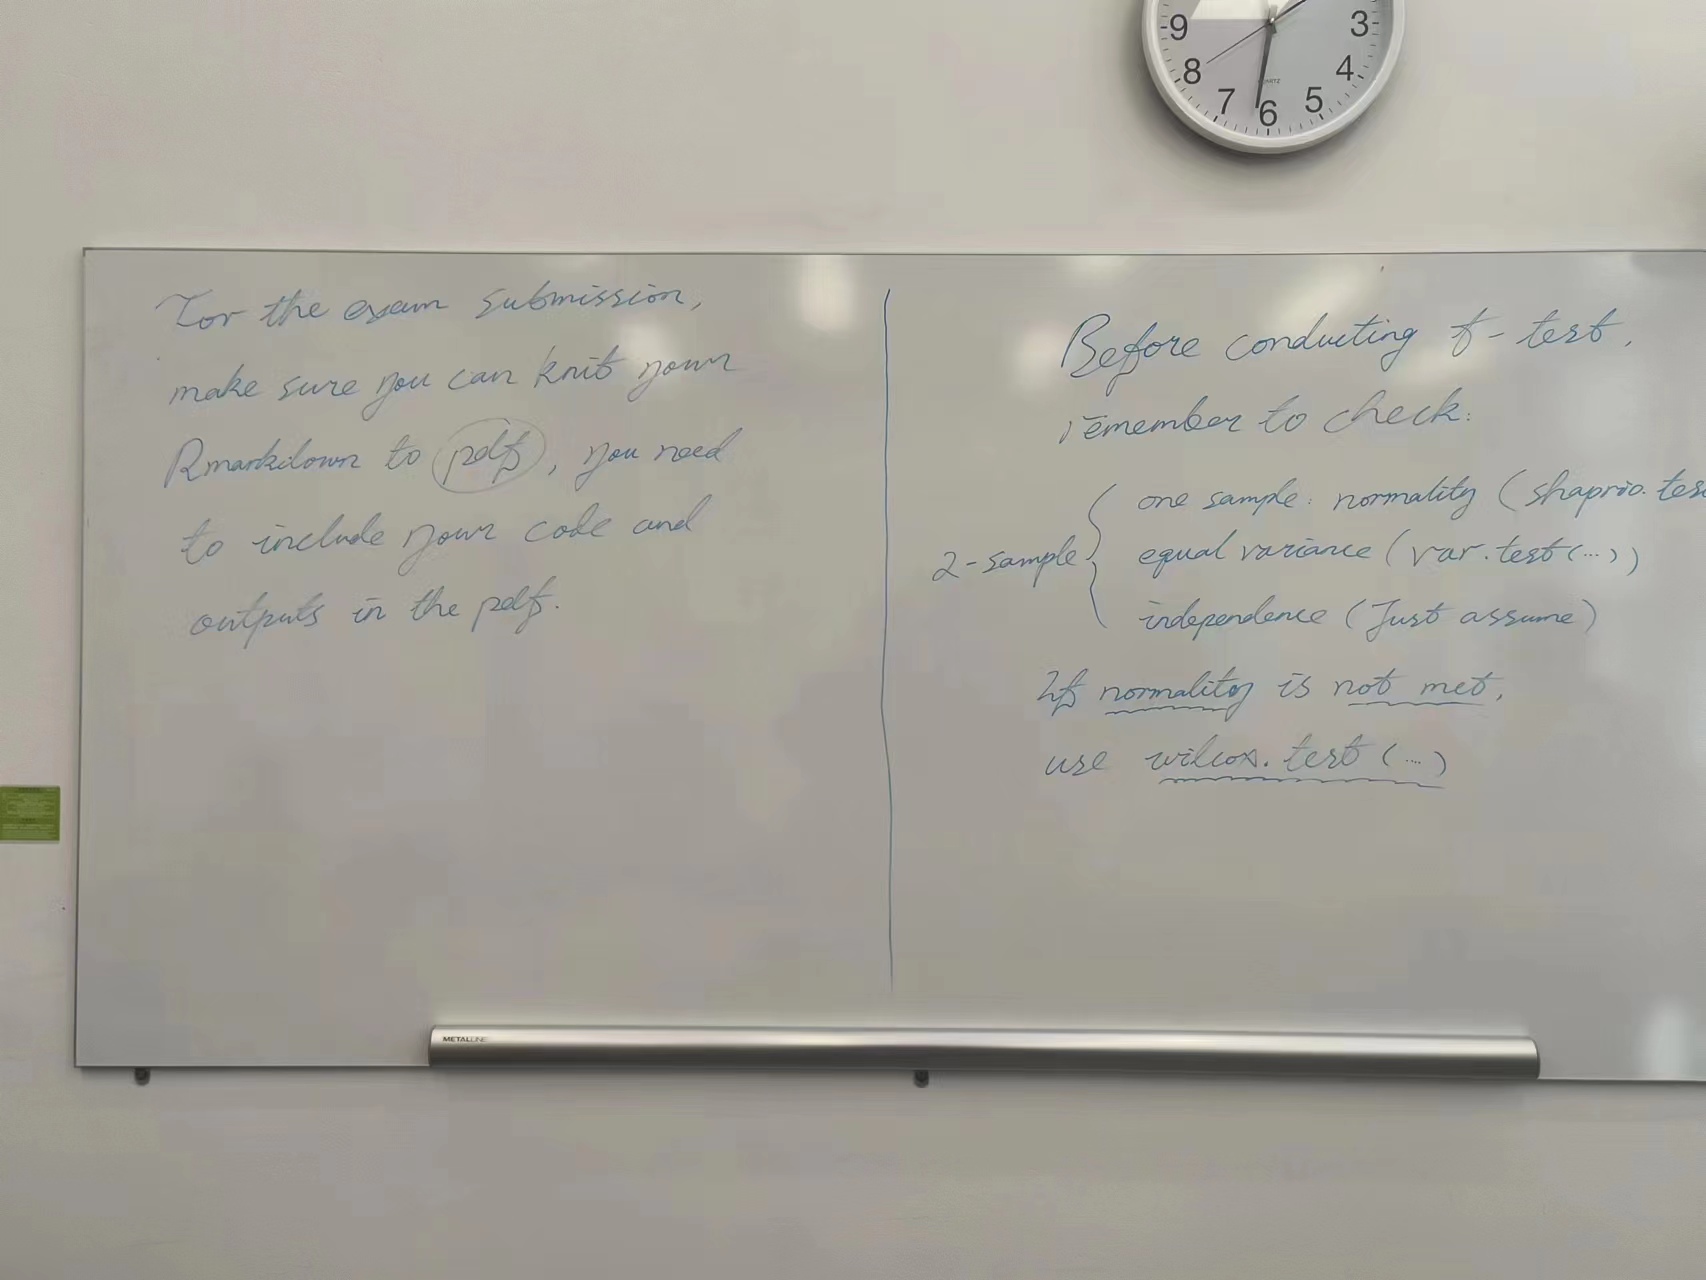 9
3
8
4
7
6
5
QUARTZ
For the exam submission,
make sure you can knit your
Rmarkdown to pdf, you need
to include your code and
outputs in the pdf.
Before conducting t-test,
remember to check:
one sample: normality (shaprio.tes
2-sample
equal variance (var.test(...))
independence (Just assume)
If normality is not met,
use wilcox.test(...)
METALLINE